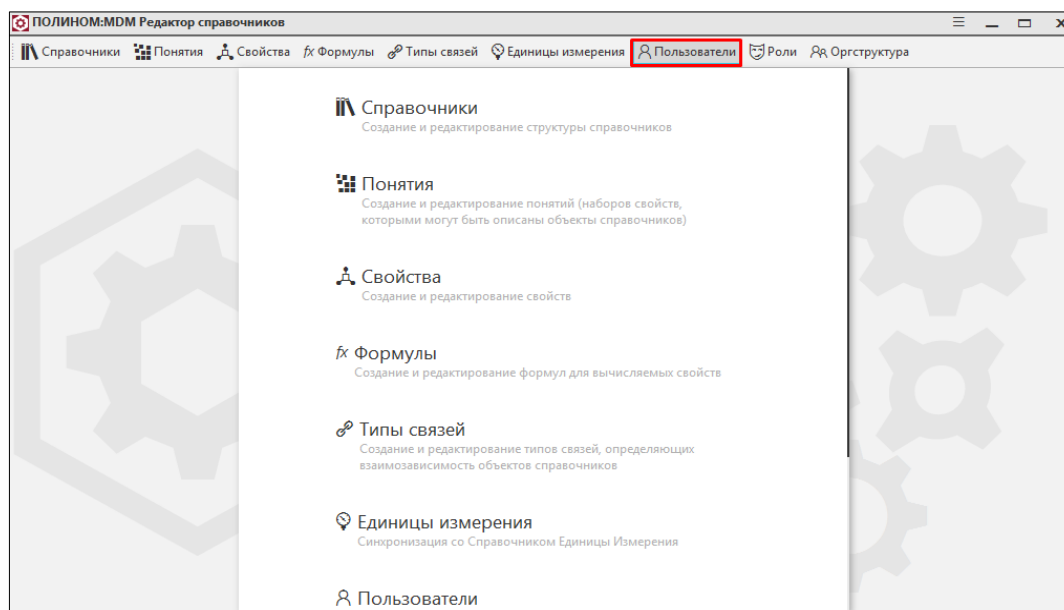 ПОЛИНОМ:MDM Редактор справочников
Справочники Понятия Свойства fx Формулы Типы связей Единицы измерения Пользователи Роли Оргструктура
Справочники
Создание и редактирование структуры справочников
Понятия
Создание и редактирование понятий (наборов свойств,
которыми могут быть описаны объекты справочников)
Свойства
Создание и редактирование свойств
fx Формулы
Создание и редактирование формул для вычисляемых свойств
Типы связей
Создание и редактирование типов связей, определяющих
взаимозависимость объектов справочников
Единицы измерения
Синхронизация со Справочником Единицы Измерения
Пользователи